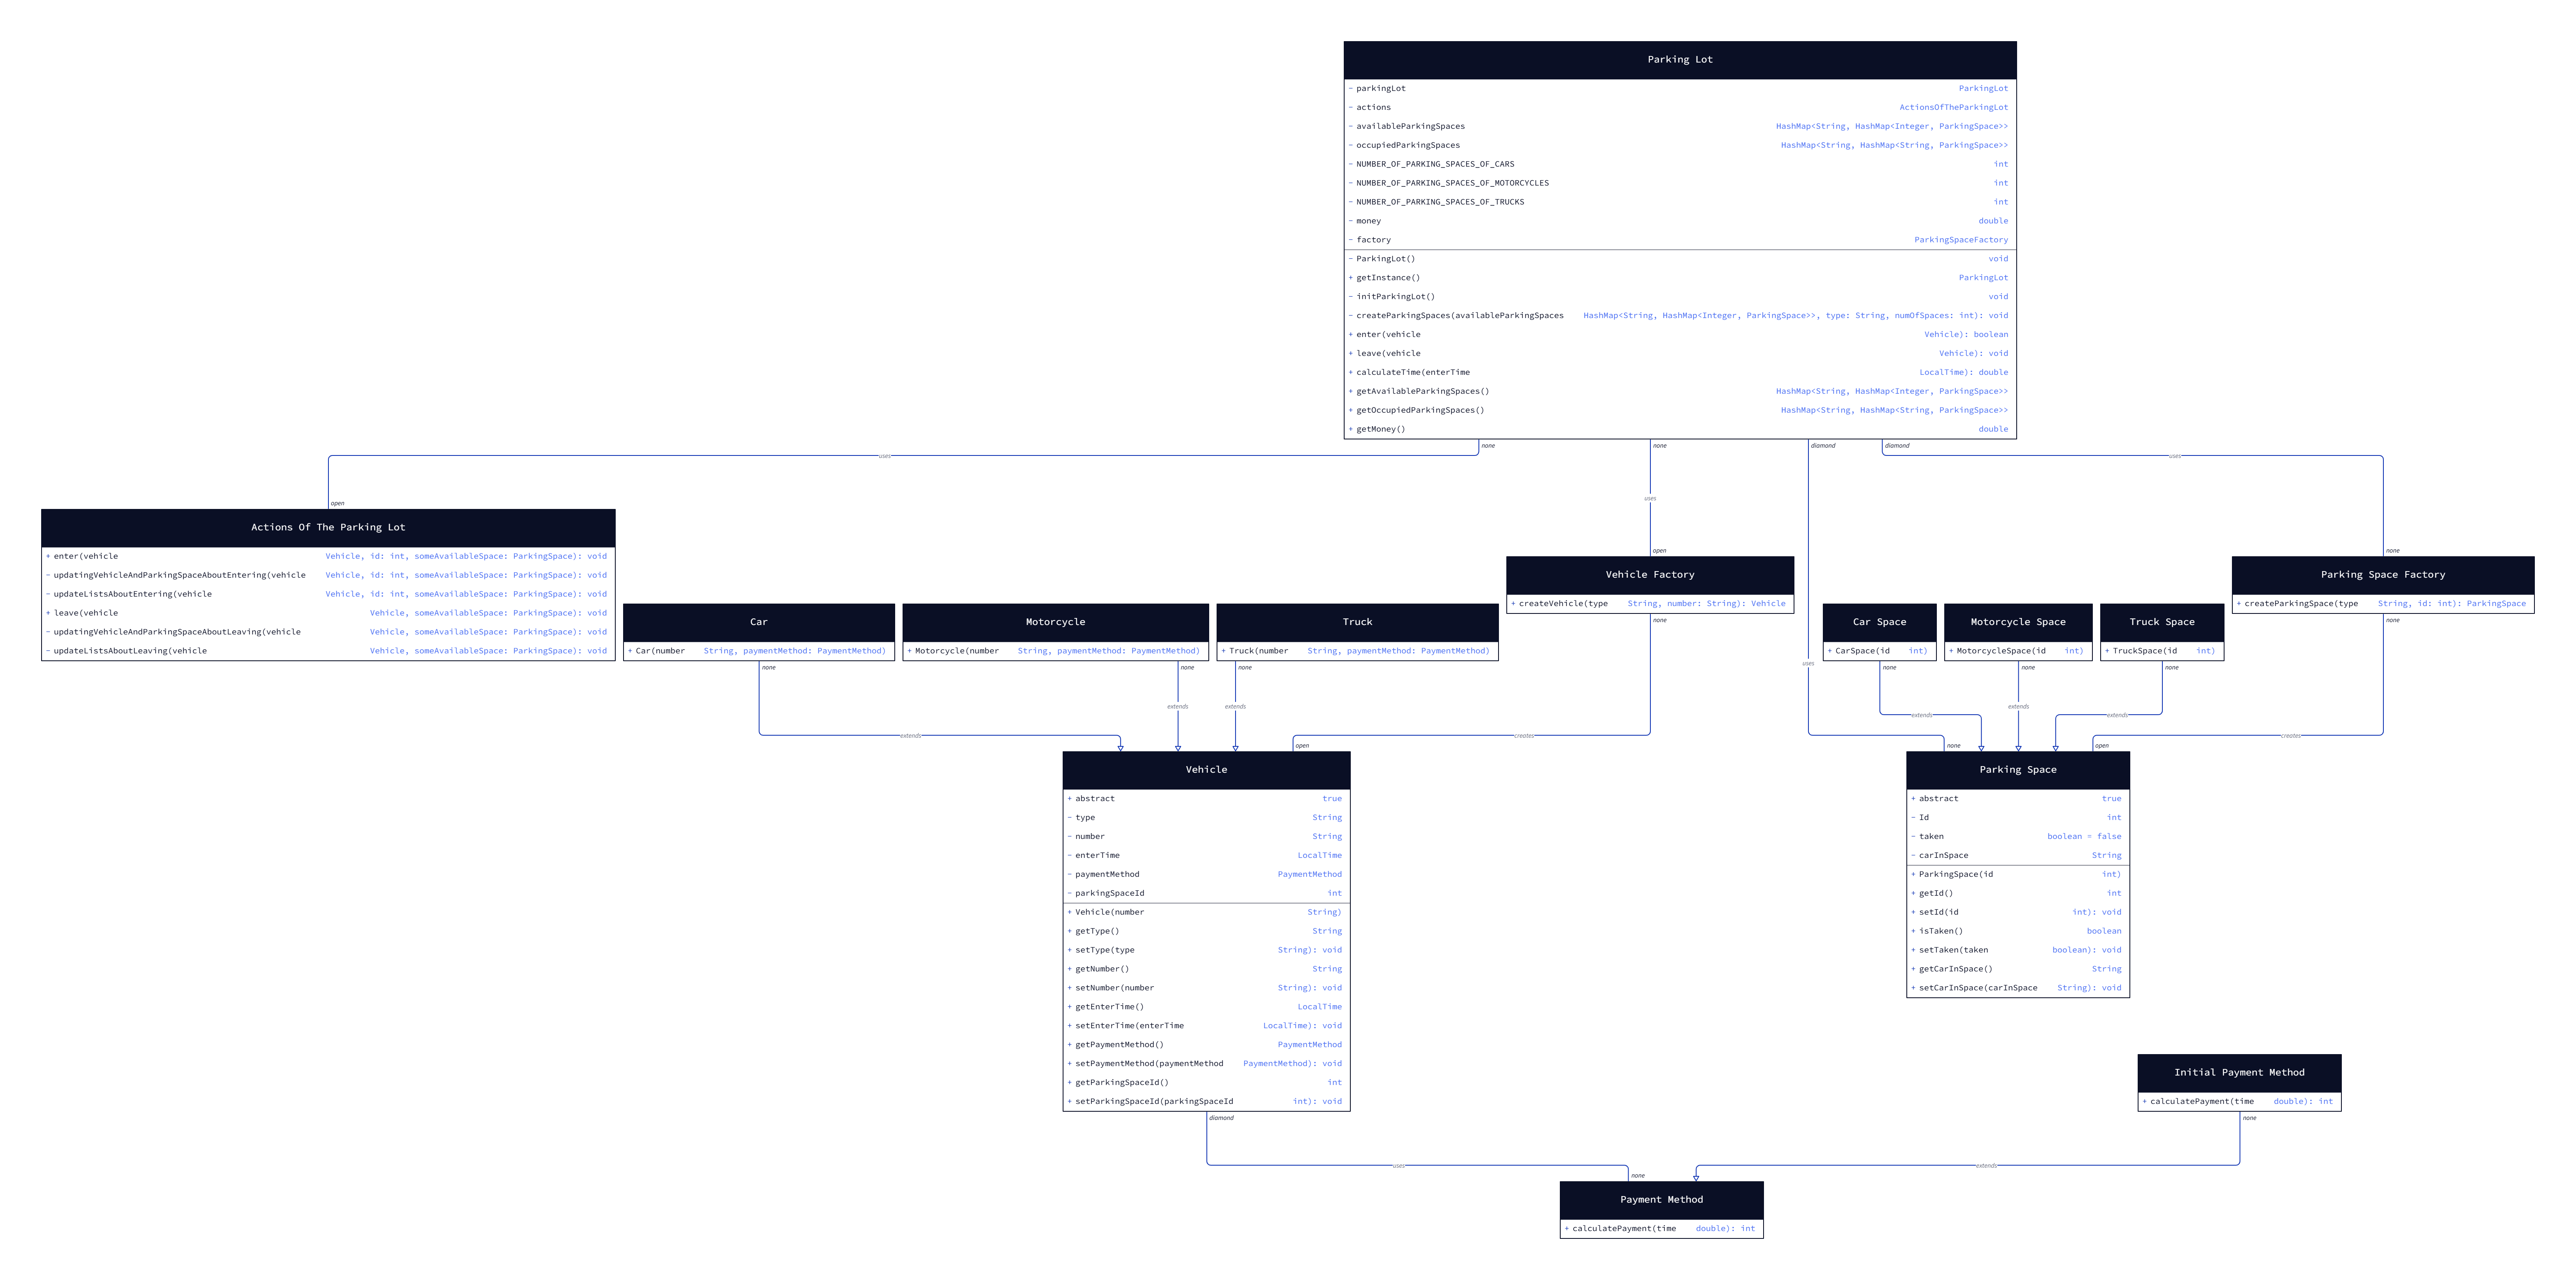 Parking Lot
- parkingLot ParkingLot
- actions ActionsOfTheParkingLot
- availableParkingSpaces HashMap<String, HashMap<Integer, ParkingSpace>>
- occupiedParkingSpaces HashMap<String, HashMap<String, ParkingSpace>>
- NUMBER_OF_PARKING_SPACES_OF_CARS int
- NUMBER_OF_PARKING_SPACES_OF_MOTORCYCLES int
- NUMBER_OF_PARKING_SPACES_OF_TRUCKS int
- money double
- factory ParkingSpaceFactory
- ParkingLot() void
+ getInstance() ParkingLot
- initParkingLot() void
- createParkingSpaces(availableParkingSpaces HashMap<String, HashMap<Integer, ParkingSpace>>, type: String, numOfSpaces: int): void
+ enter(vehicle Vehicle): boolean
+ leave(vehicle Vehicle): void
+ calculateTime(enterTime LocalTime): double
+ getAvailableParkingSpaces() HashMap<String, HashMap<Integer, ParkingSpace>>
+ getOccupiedParkingSpaces() HashMap<String, HashMap<String, ParkingSpace>>
+ getMoney() double
none
none
diamond
diamond
uses
uses
uses
open
Actions Of The Parking Lot
+ enter(vehicle Vehicle, id: int, someAvailableSpace: ParkingSpace): void
- updatingVehicleAndParkingSpaceAboutEntering(vehicle Vehicle, id: int, someAvailableSpace: ParkingSpace): void
- updateListsAboutEntering(vehicle Vehicle, id: int, someAvailableSpace: ParkingSpace): void
+ leave(vehicle Vehicle, someAvailableSpace: ParkingSpace): void
- updatingVehicleAndParkingSpaceAboutLeaving(vehicle Vehicle, someAvailableSpace: ParkingSpace): void
- updateListsAboutLeaving(vehicle Vehicle, someAvailableSpace: ParkingSpace): void
Car
+ Car(number String, paymentMethod: PaymentMethod)
none
Motorcycle
+ Motorcycle(number String, paymentMethod: PaymentMethod)
none
Truck
+ Truck(number String, paymentMethod: PaymentMethod)
none
open
Vehicle Factory
+ createVehicle(type String, number: String): Vehicle
none
uses
Car Space
+ CarSpace(id int)
none
Motorcycle Space
+ MotorcycleSpace(id int)
none
Truck Space
+ TruckSpace(id int)
none
none
Parking Space Factory
+ createParkingSpace(type String, id: int): ParkingSpace
none
extends
extends
extends
creates
extends
extends
extends
creates
open
none
open
Vehicle
+ abstract true
- type String
- number String
- enterTime LocalTime
- paymentMethod PaymentMethod
- parkingSpaceId int
+ Vehicle(number String)
+ getType() String
+ setType(type String): void
+ getNumber() String
+ setNumber(number String): void
+ getEnterTime() LocalTime
+ setEnterTime(enterTime LocalTime): void
+ getPaymentMethod() PaymentMethod
+ setPaymentMethod(paymentMethod PaymentMethod): void
+ getParkingSpaceId() int
+ setParkingSpaceId(parkingSpaceId int): void
diamond
Parking Space
+ abstract true
- Id int
- taken boolean = false
- carInSpace String
+ ParkingSpace(id int)
+ getId() int
+ setId(id int): void
+ isTaken() boolean
+ setTaken(taken boolean): void
+ getCarInSpace() String
+ setCarInSpace(carInSpace String): void
Initial Payment Method
+ calculatePayment(time double): int
none
uses
extends
none
Payment Method
+ calculatePayment(time double): int